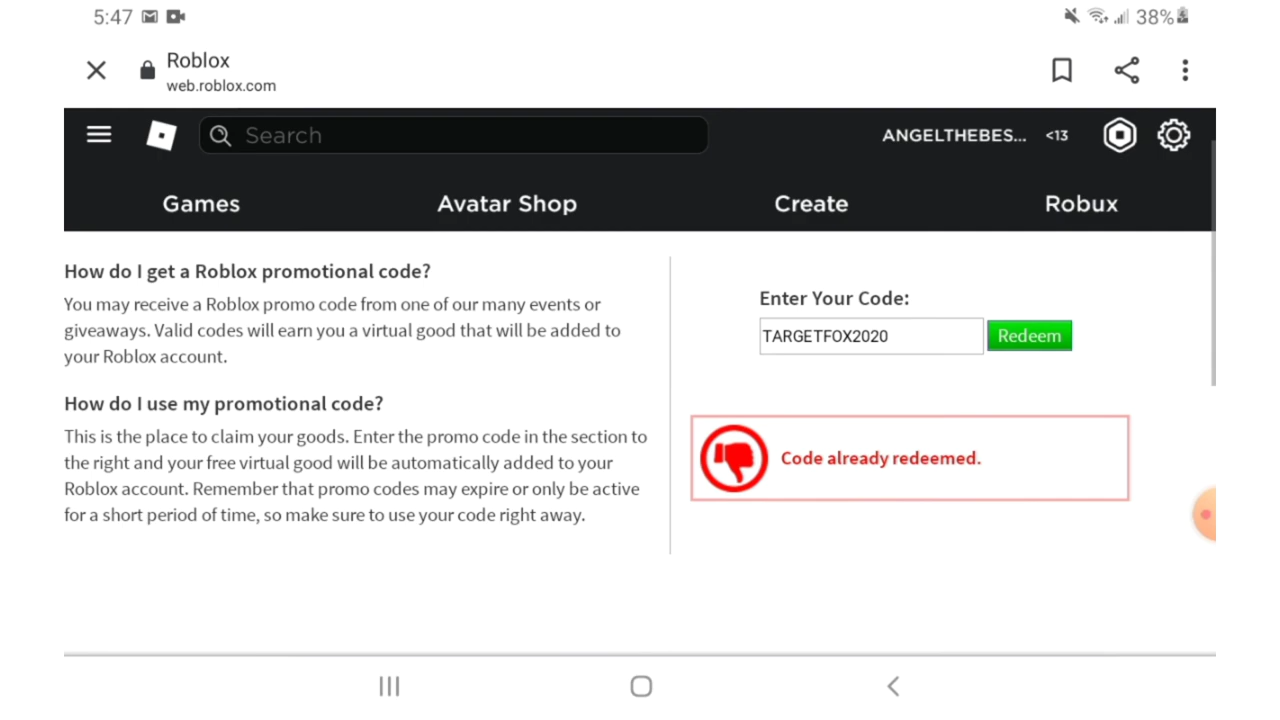 5:47
38%
Roblox
web.roblox.com
Search
ANGELTHEBES... <13
Games
Avatar Shop
Create
Robux
How do I get a Roblox promotional code?
You may receive a Roblox promo code from one of our many events or
giveaways. Valid codes will earn you a virtual good that will be added to
your Roblox account.
How do I use my promotional code?
This is the place to claim your goods. Enter the promo code in the section to
the right and your free virtual good will be automatically added to your
Roblox account. Remember that promo codes may expire or only be active
for a short period of time, so make sure to use your code right away.
Enter Your Code:
TARGETFOX2020
Redeem
Code already redeemed.